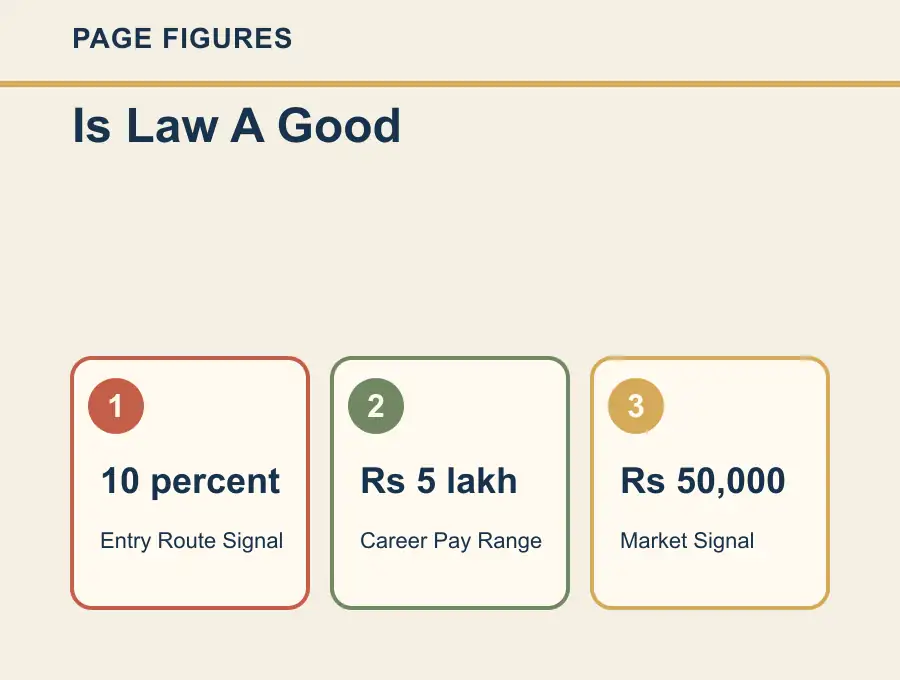 PAGE FIGURES
Is Law A Good
1
10 percent
Entry Route Signal
2
Rs 5 lakh
Career Pay Range
3
Rs 50,000
Market Signal